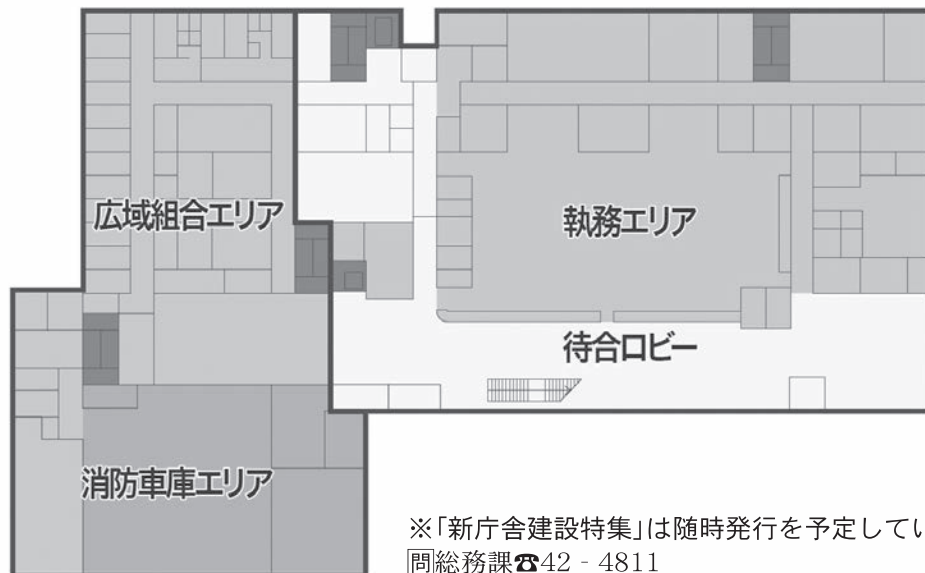 広域組合エリア
執務エリア
待合ロビー
消防車庫エリア
※「新庁舎建設特集」は随時発行を予定してい
問総務課☎42‐4811